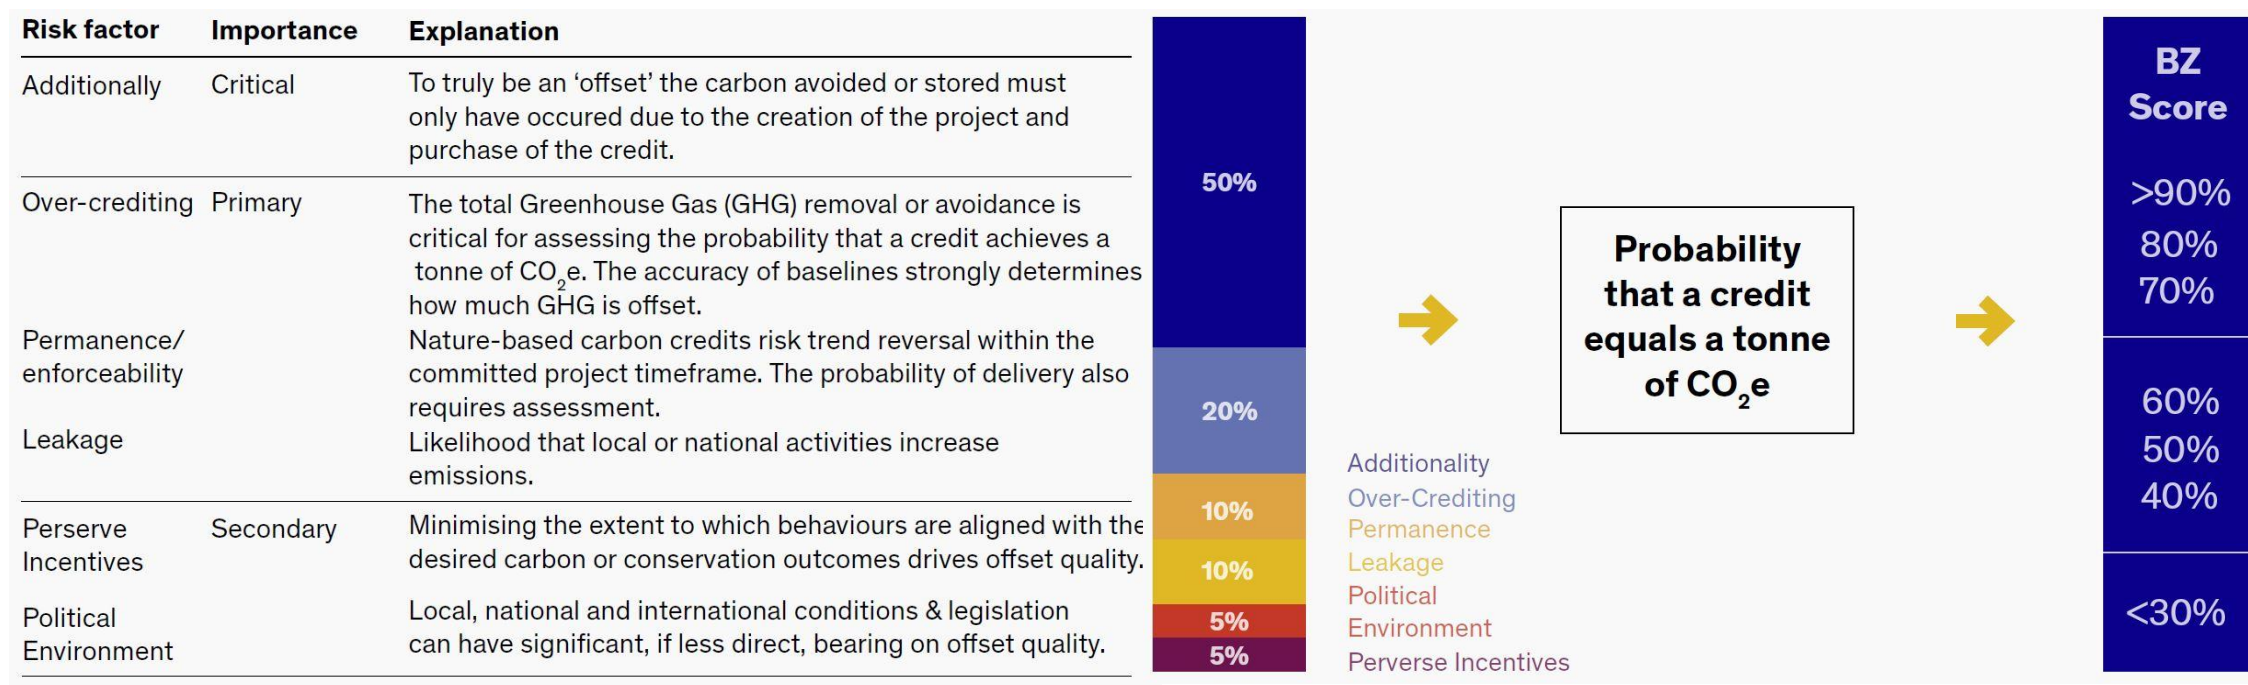 Risk factor Importance Explanation
Additionally Critical To truly be an ‘offset’ the carbon avoided or stored must
only have occured due to the creation of the project and
purchase of the credit.
Over-crediting Primary The total Greenhouse Gas (GHG) removal or avoidance is
critical for assessing the probability that a credit achieves a
tonne of CO2e. The accuracy of baselines strongly determines
how much GHG is offset.
Permanence/
enforceability
Nature-based carbon credits risk trend reversal within the
committed project timeframe. The probability of delivery also
requires assessment.
Leakage
Likelihood that local or national activities increase
emissions.
Perserve
Incentives
Secondary
Minimising the extent to which behaviours are aligned with the
desired carbon or conservation outcomes drives offset quality.
Political
Environment
Local, national and international conditions & legislation
can have significant, if less direct, bearing on offset quality.
50%
20%
10%
10%
5%
5%
Additionality
Over-Crediting
Permanence
Leakage
Political
Environment
Perverse Incentives
Probability
that a credit
equals a tonne
of CO2e
BZ
Score
>90%
80%
70%
60%
50%
40%
<30%